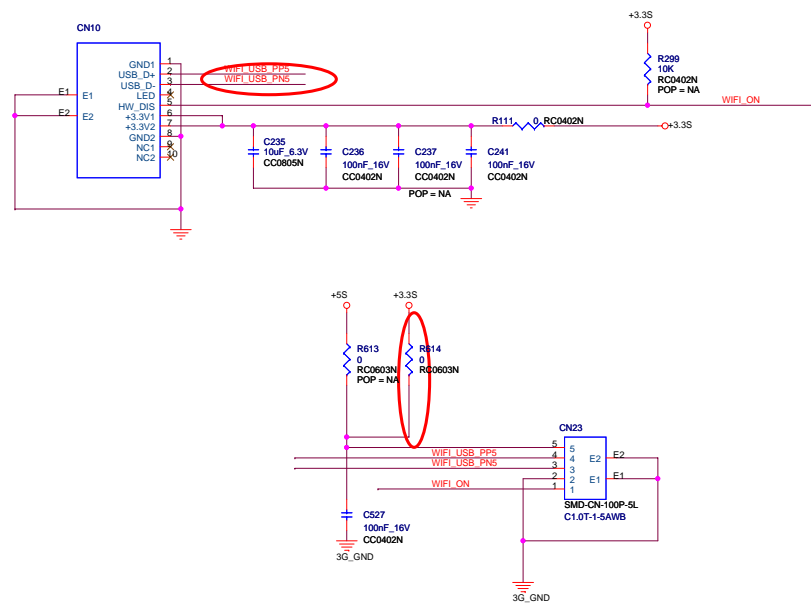 CN10
GND1 1
USB_D+ 2 WIFI_USB_PP5
USB_D- 3 WIFI_USB_PN5
E1 E1 LED 4
HW_DIS 5
E2 E2 +3.3V1 6
+3.3V2 7
GND2 8
NC1 9
NC2 10
+3.3S
R299
10K
RC0402N
POP = NA
WIFI_ON
R111 0 RC0402N +3.3S
C235
10uF_6.3V
CC0805N
C236
100nF_16V
CC0402N
C237
100nF_16V
CC0402N
POP = NA
C241
100nF_16V
CC0402N
+5S
+3.3S
R613
0
RC0603N
POP = NA
R614
0
RC0603N
CN23
5 5
WIFI_USB_PP5 4 4 E2 E2
WIFI_USB_PN5 3 3
2 2 E1 E1
WIFI_ON 1 1
SMD-CN-100P-5L
C1.0T-1-5AWB
C527
100nF_16V
CC0402N
3G_GND
3G_GND